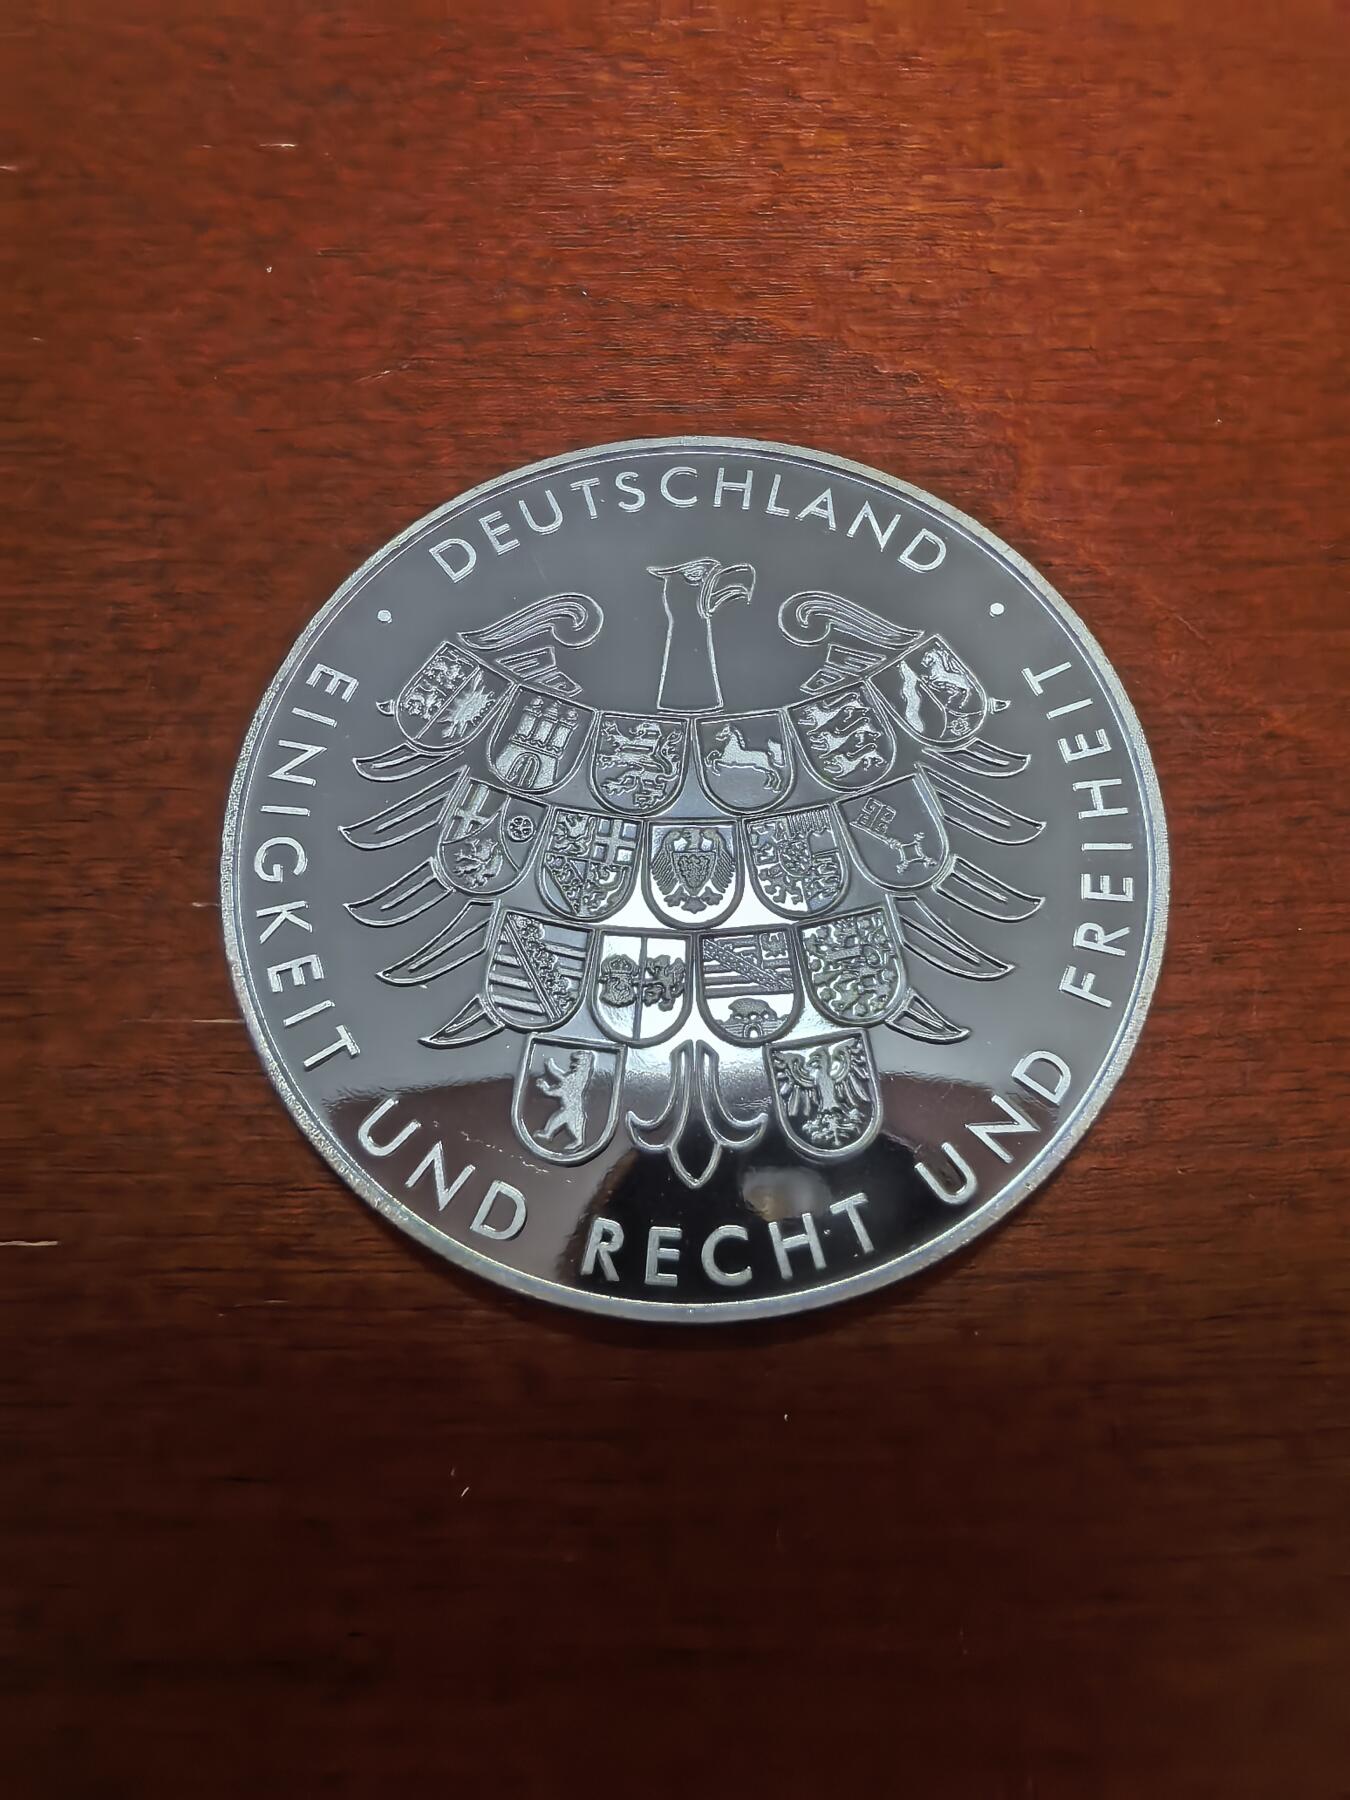 · DEUTSCHLAND ·
EINIGKEIT UND RECHT UND FREIHEIT